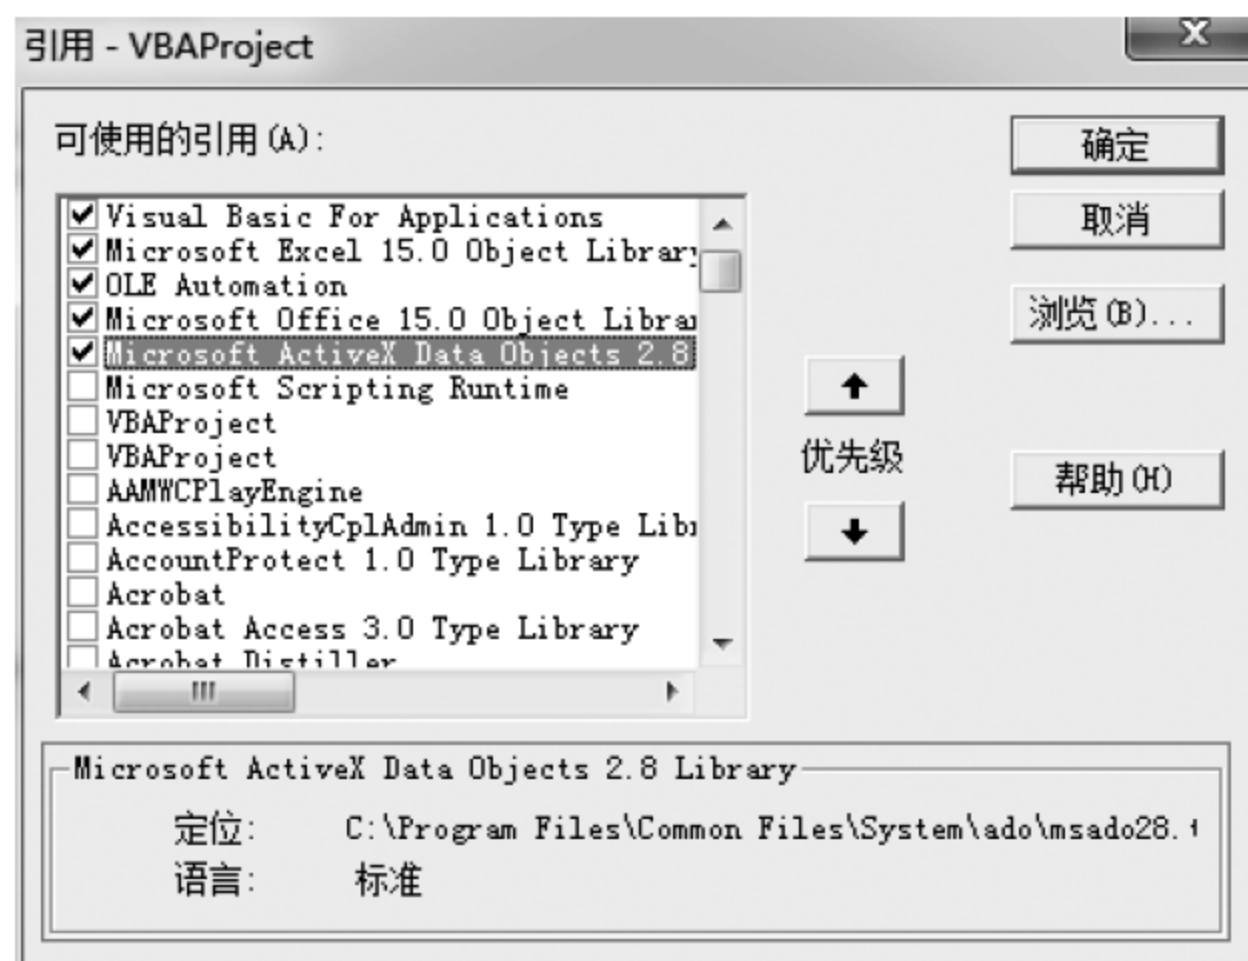 引用 - VBAProject
可使用的引用(A):
Visual Basic For Applications
Microsoft Excel 15.0 Object Library
OLE Automation
Microsoft Office 15.0 Object Librar
Microsoft ActiveX Data Objects 2.8
Microsoft Scripting Runtime
VBAProject
VBAProject
AAMWCPlayEngine
AccessibilityCplAdmin 1.0 Type Lib
AccountProtect 1.0 Type Library
Acrobat
Acrobat Access 3.0 Type Library
Acrobat Distiller
确定
取消
浏览(B)...
优先级
帮助(H)
Microsoft ActiveX Data Objects 2.8 Library
定位: C:\Program Files\Common Files\System\ado\msado28.t
语言: 标准